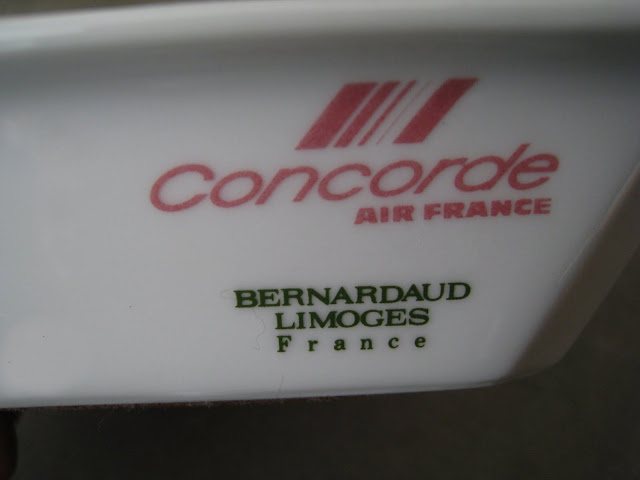 Concorde
AIR FRANCE
BERNARDAUD
LIMOGES
France